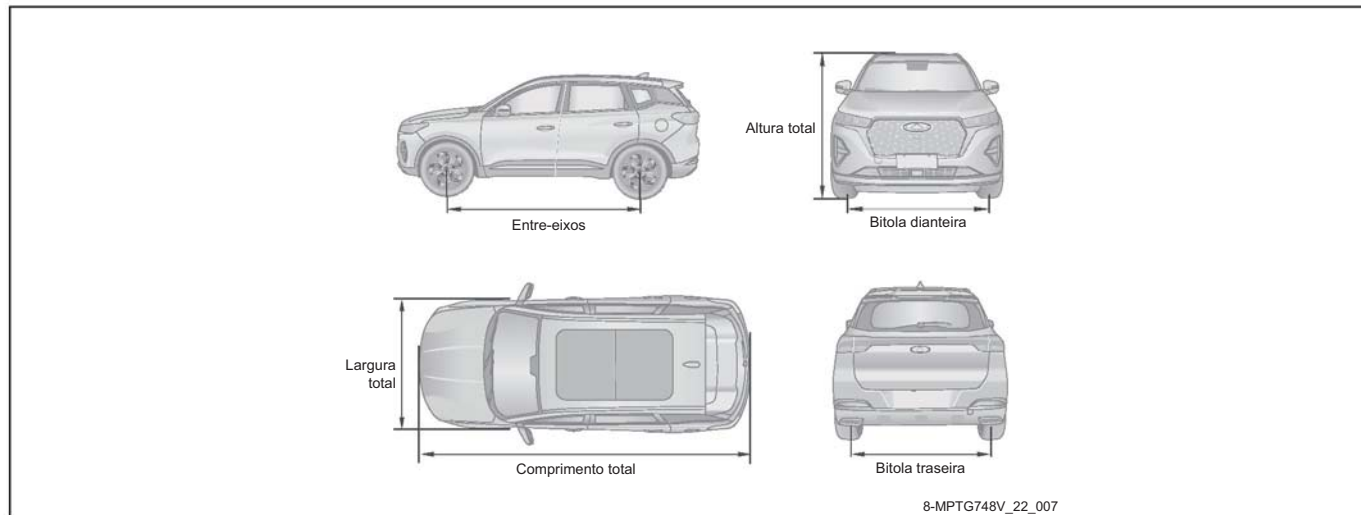 Altura total
Entre-eixos
Bitola dianteira
Largura
total
Comprimento total
Bitola traseira
8-MPTG748V_22_007